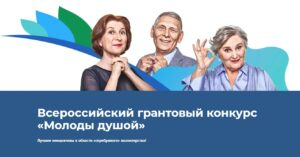 Всероссийский грантовый конкурс
«Молоды душой»
Лучшие инициативы в области «серебряного» волонтерства!